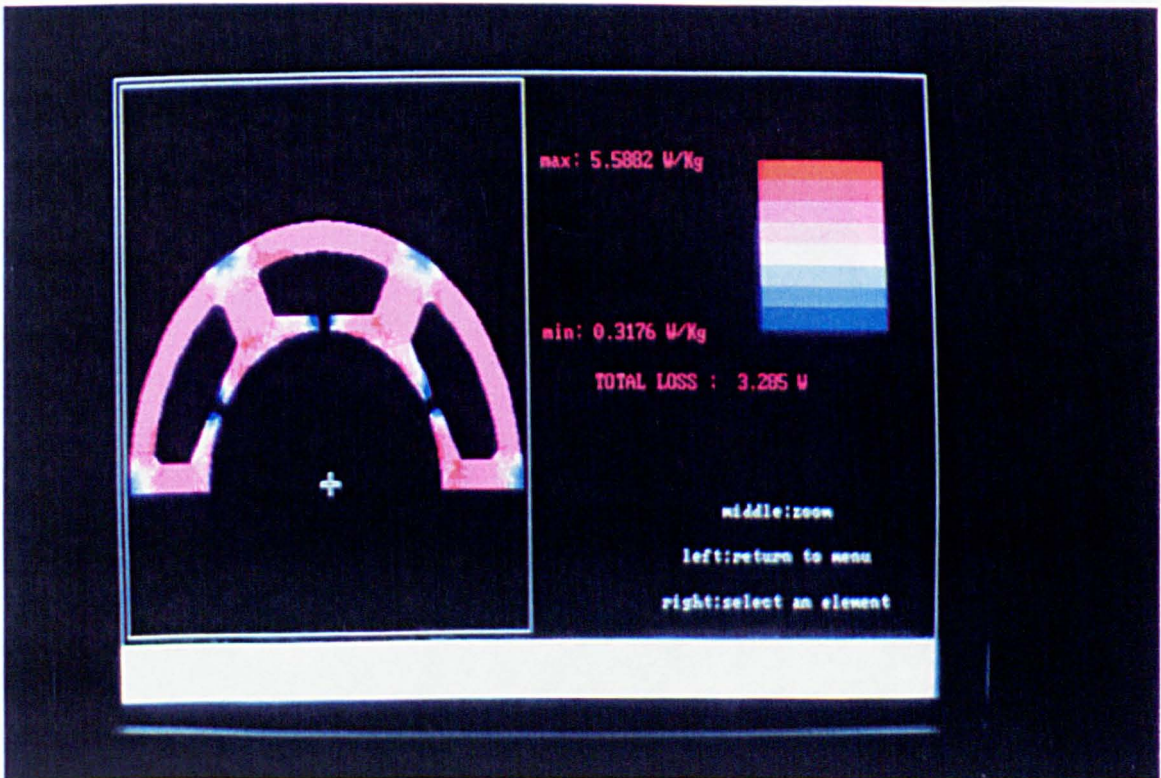 max: 5.5882 W/Kg
min: 0.3176 W/Kg
TOTAL LOSS : 3.285 W
middle:zoom
left:return to menu
right:select an element